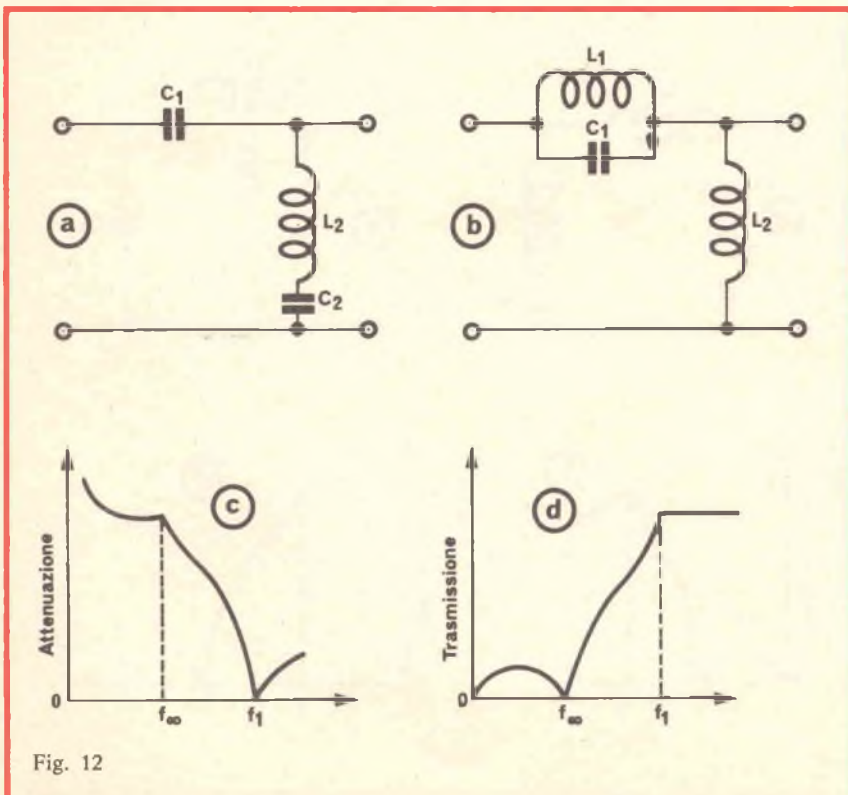 C1
L2
C2
a
L1
C1
L2
b
Attenuazione
c
0
f∞
f1
Trasmissione
d
0
f∞
f1
Fig. 12